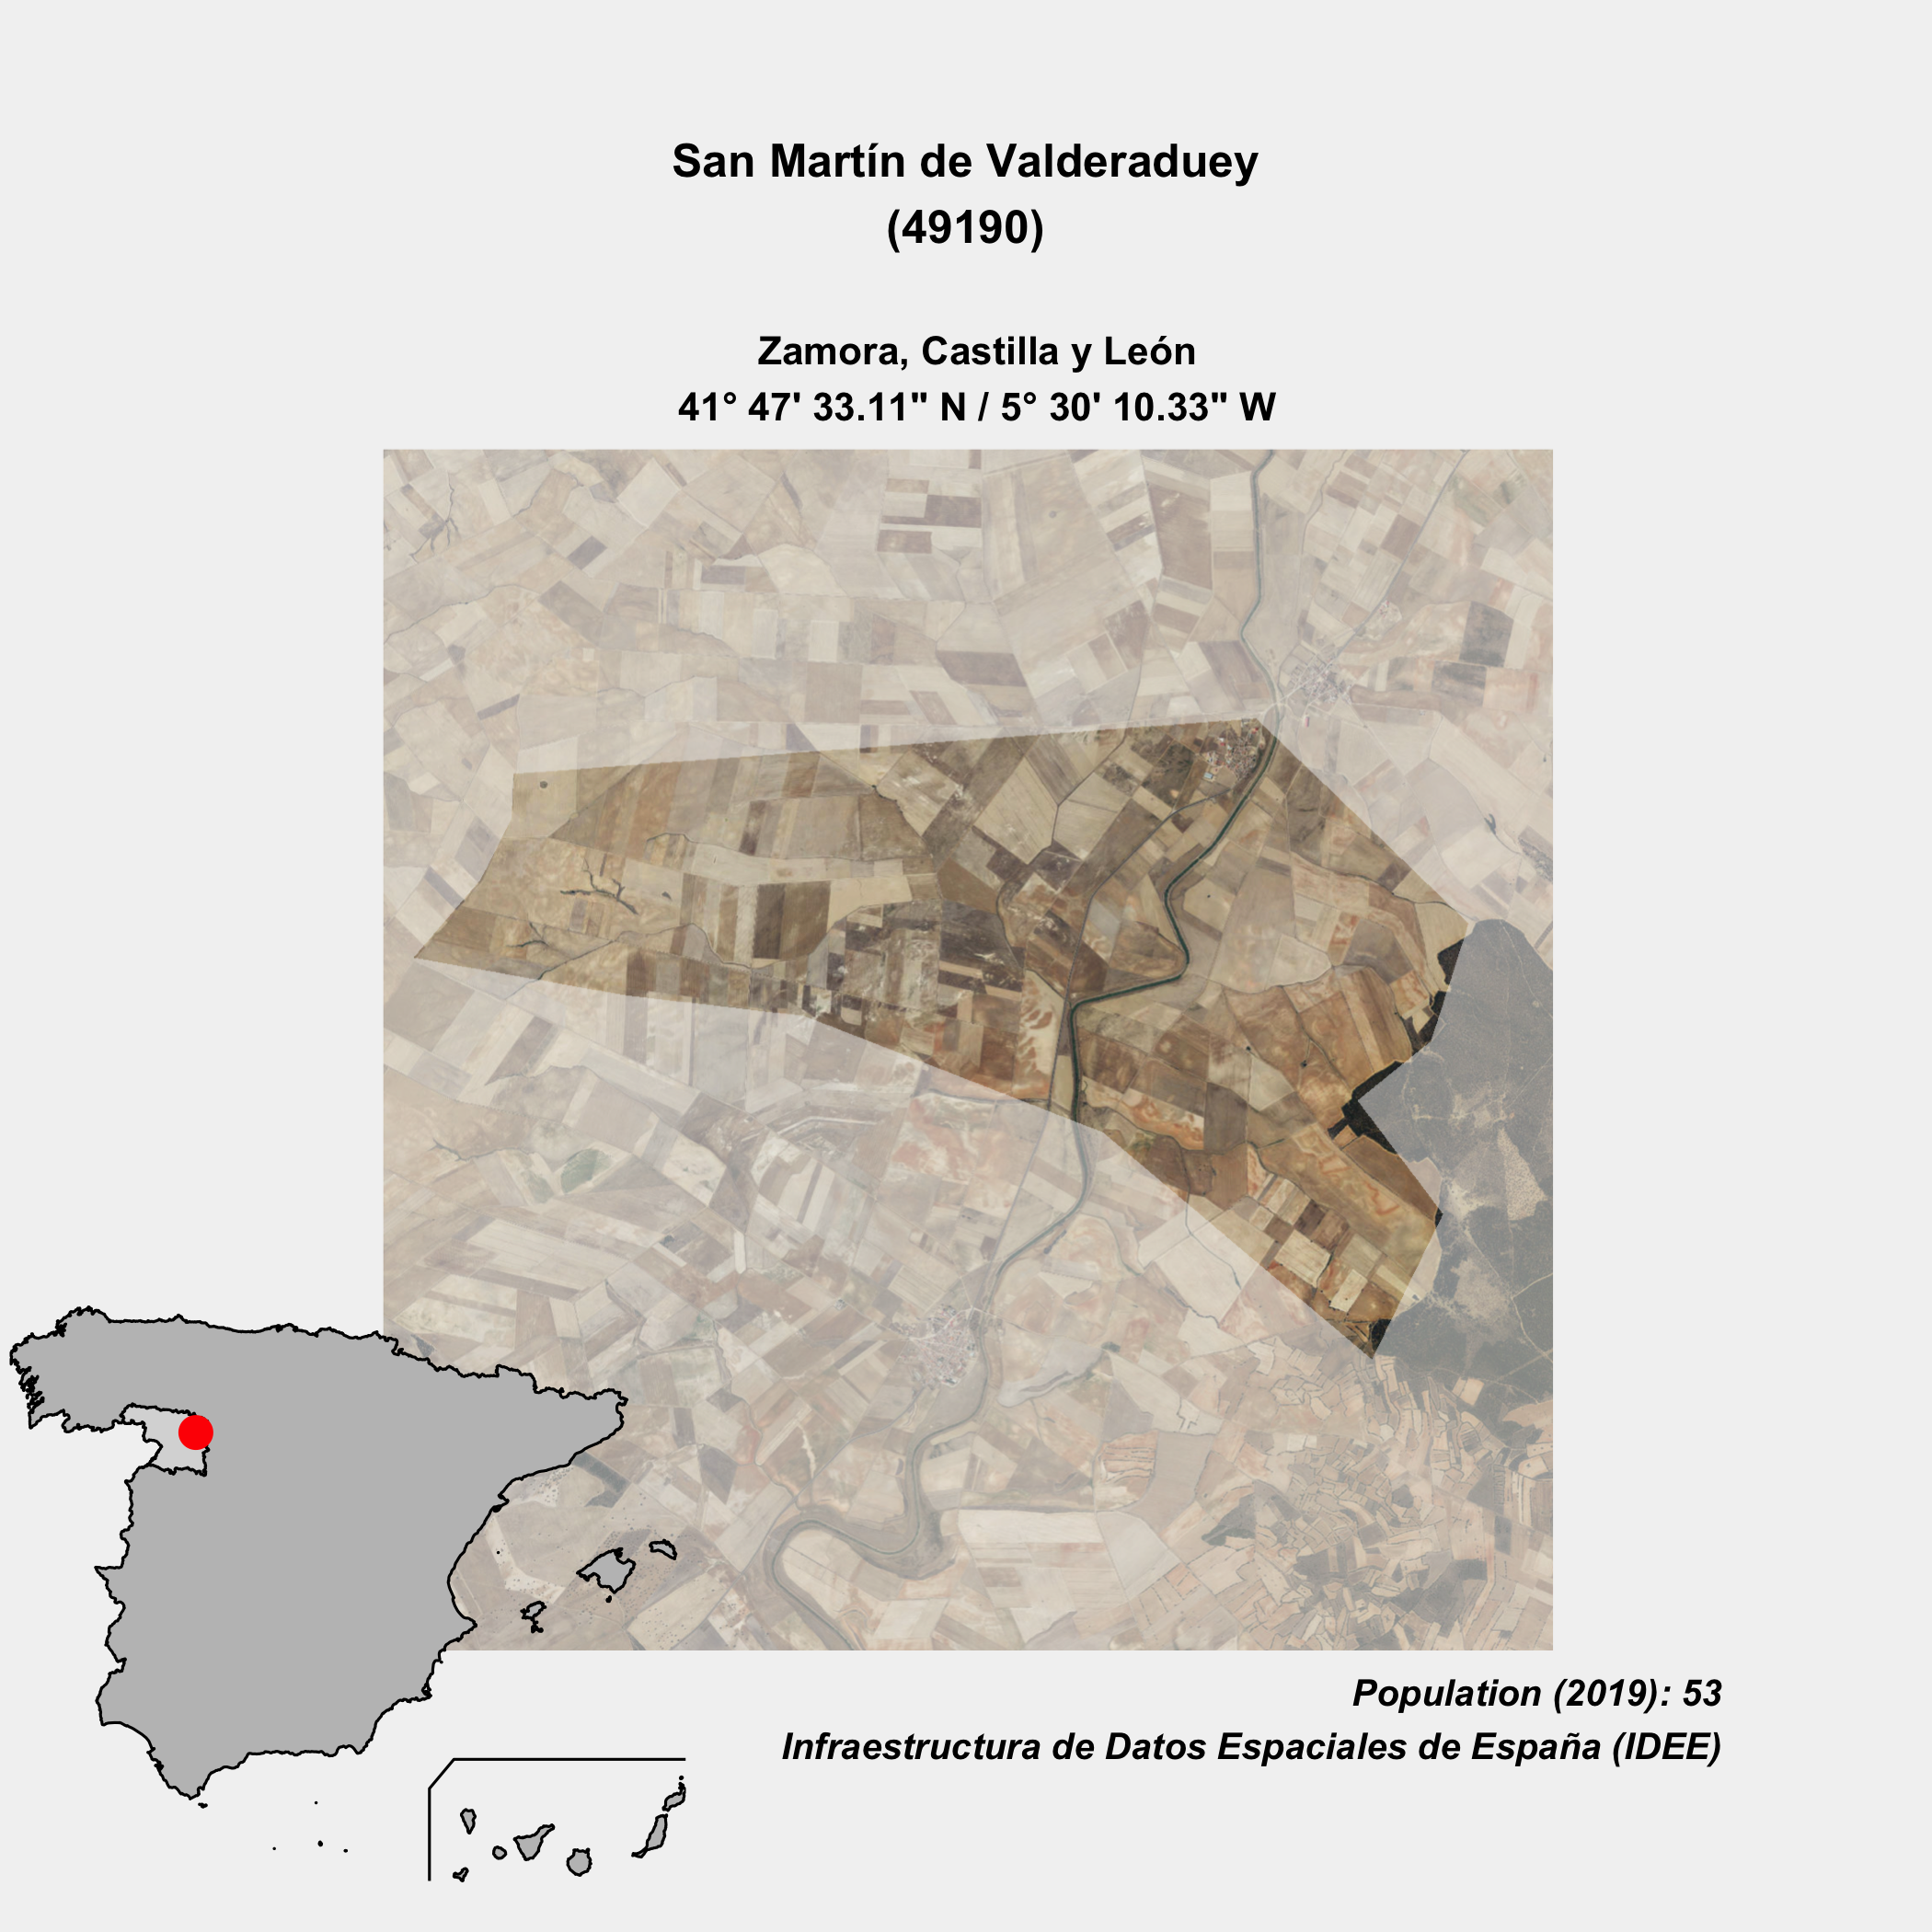 San Martín de Valderaduey
(49190)
Zamora, Castilla y León
41° 47' 33.11" N / 5° 30' 10.33" W
Population (2019): 53
Infraestructura de Datos Espaciales de España (IDEE)